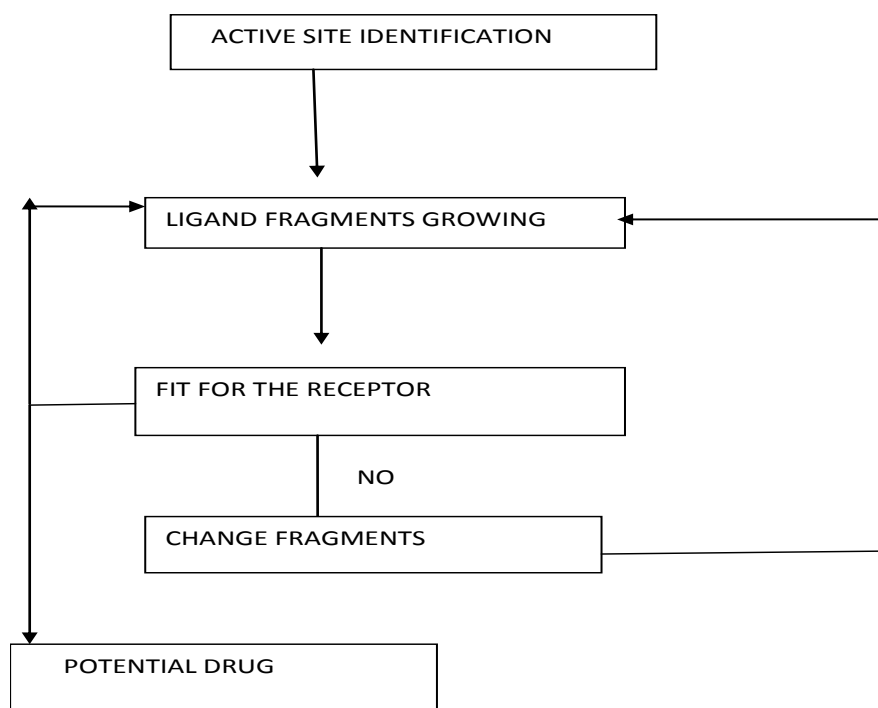 ACTIVE SITE IDENTIFICATION
LIGAND FRAGMENTS GROWING
FIT FOR THE RECEPTOR
NO
CHANGE FRAGMENTS
POTENTIAL DRUG